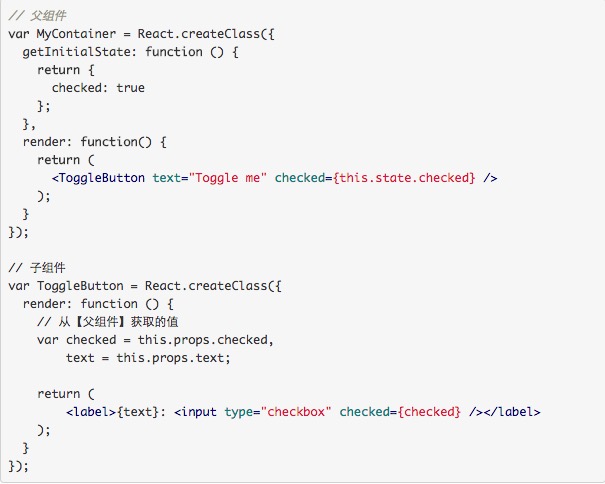 // 父组件
var MyContainer = React.createClass({
  getInitialState: function () {
    return {
      checked: true
    };
  },
  render: function() {
    return (
      <ToggleButton text="Toggle me" checked={this.state.checked} />
    );
  }
});

// 子组件
var ToggleButton = React.createClass({
  render: function () {
    // 从【父组件】获取的值
    var checked = this.props.checked,
        text = this.props.text;

    return (
        <label>{text}: <input type="checkbox" checked={checked} /></label>
    );
  }
});